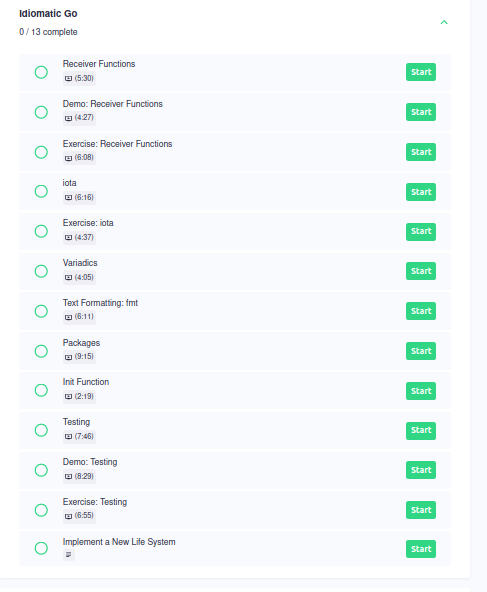 Idiomatic Go
0 / 13 complete
Receiver Functions
(5:30)
Start
Demo: Receiver Functions
(4:27)
Start
Exercise: Receiver Functions
(6:08)
Start
iota
(6:16)
Start
Exercise: iota
(4:37)
Start
Variadics
(4:05)
Start
Text Formatting: fmt
(6:11)
Start
Packages
(9:15)
Start
Init Function
(2:19)
Start
Testing
(7:46)
Start
Demo: Testing
(8:29)
Start
Exercise: Testing
(6:55)
Start
Implement a New Life System
Start